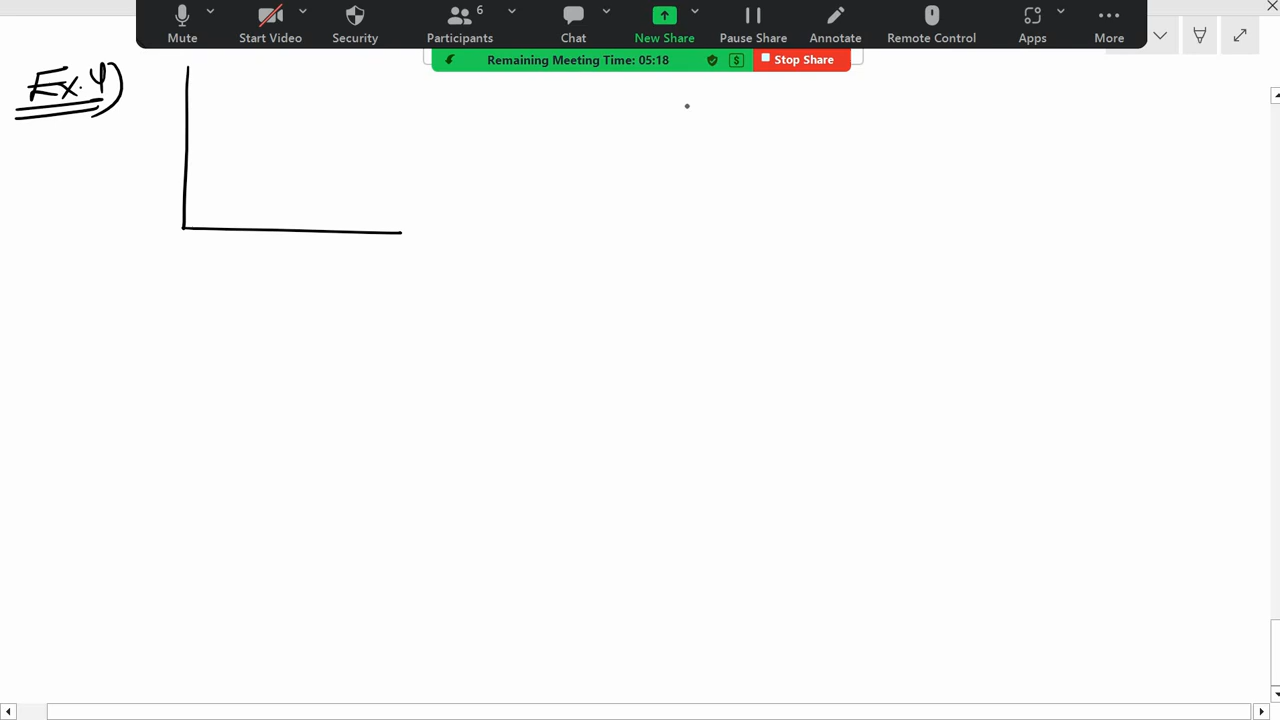 6
Mute Start Video Security Participants Chat New Share Pause Share Annotate Remote Control Apps More
Remaining Meeting Time: 05:18 $ Stop Share
Ex. 4)